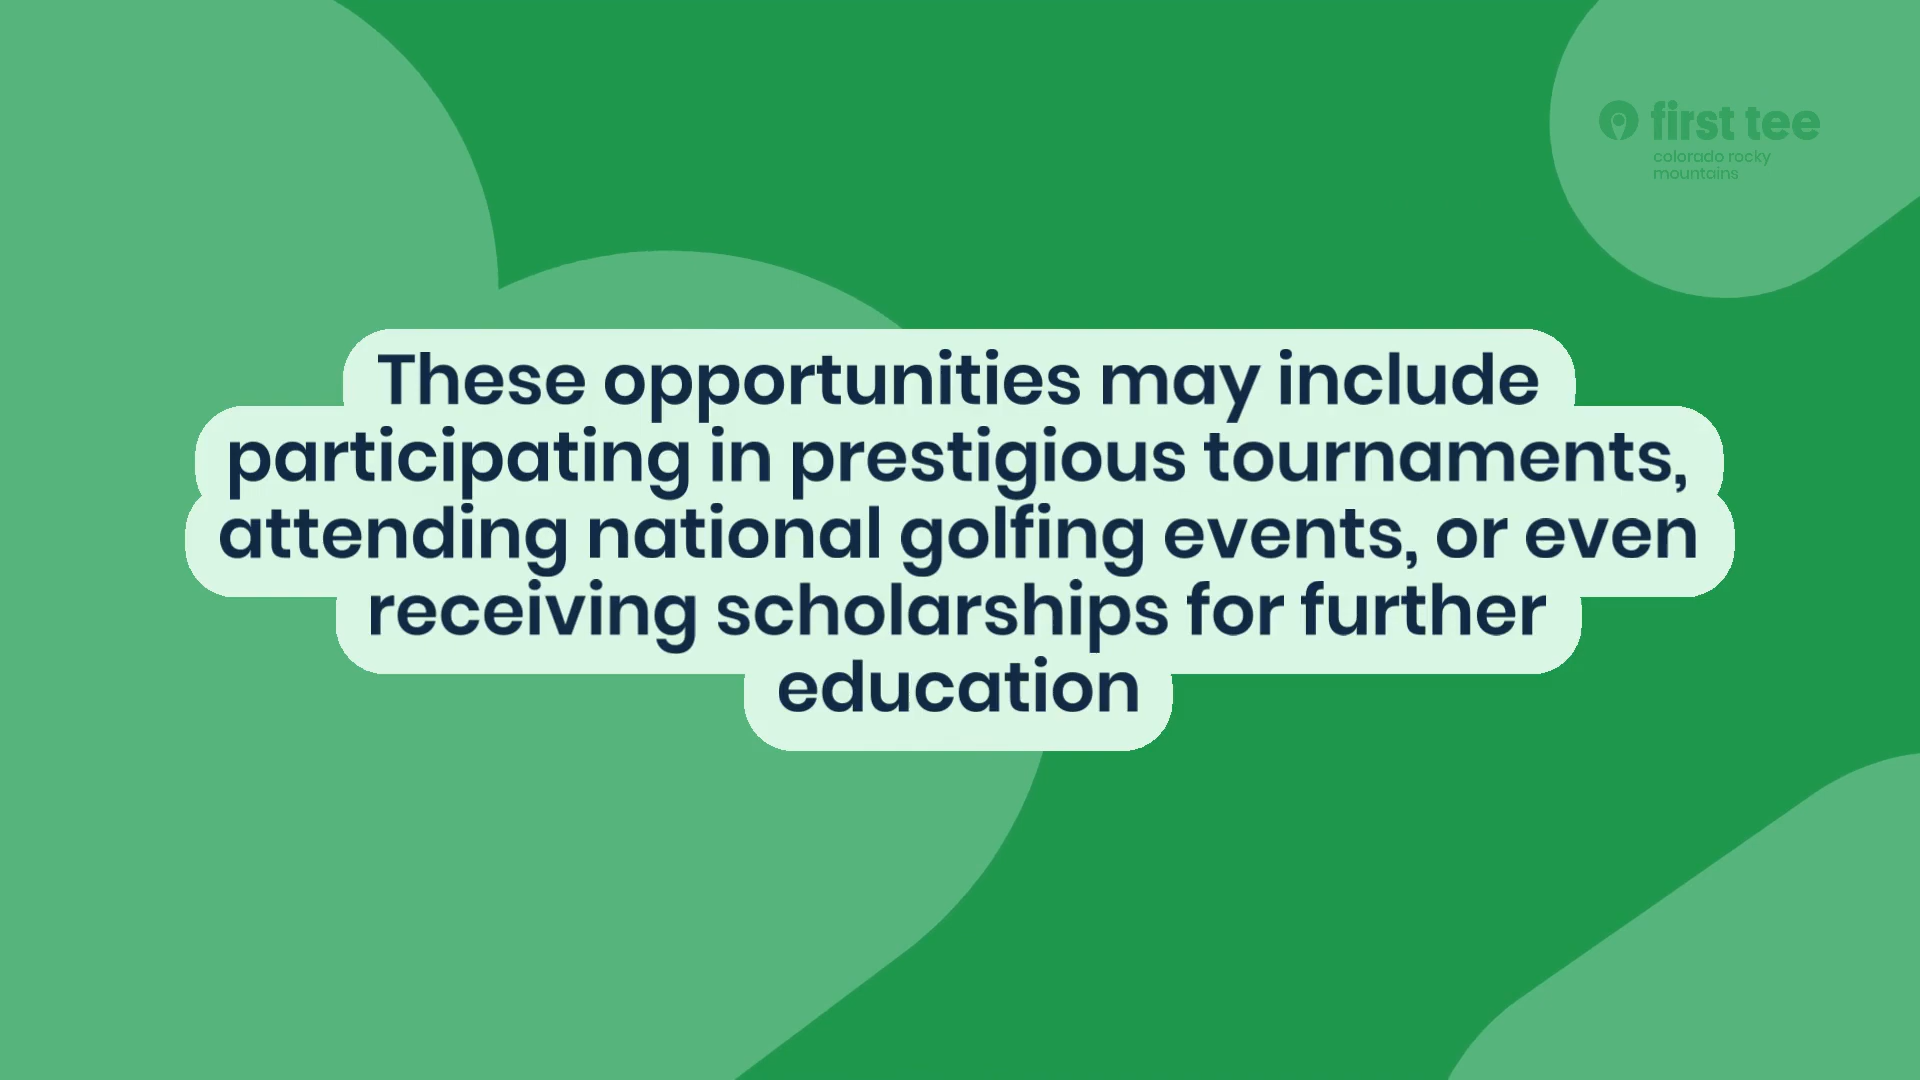 first tee
colorado rocky
mountains
These opportunities may include
participating in prestigious tournaments,
attending national golfing events, or even
receiving scholarships for further
education